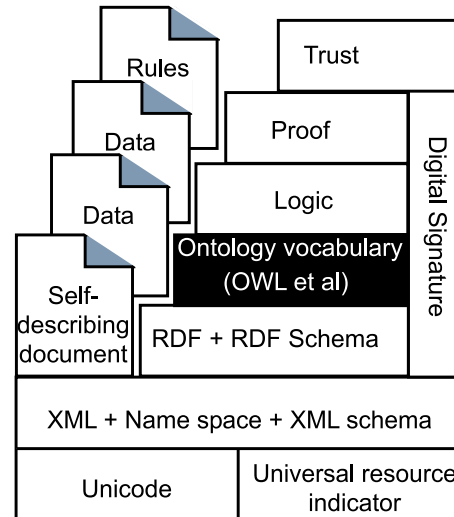 Rules
Trust
Data
Proof
Digital Signature
Data
Logic
Ontology vocabulary
(OWL et al)
Self-
describing
document
RDF + RDF Schema
XML + Name space + XML schema
Unicode
Universal resource
indicator